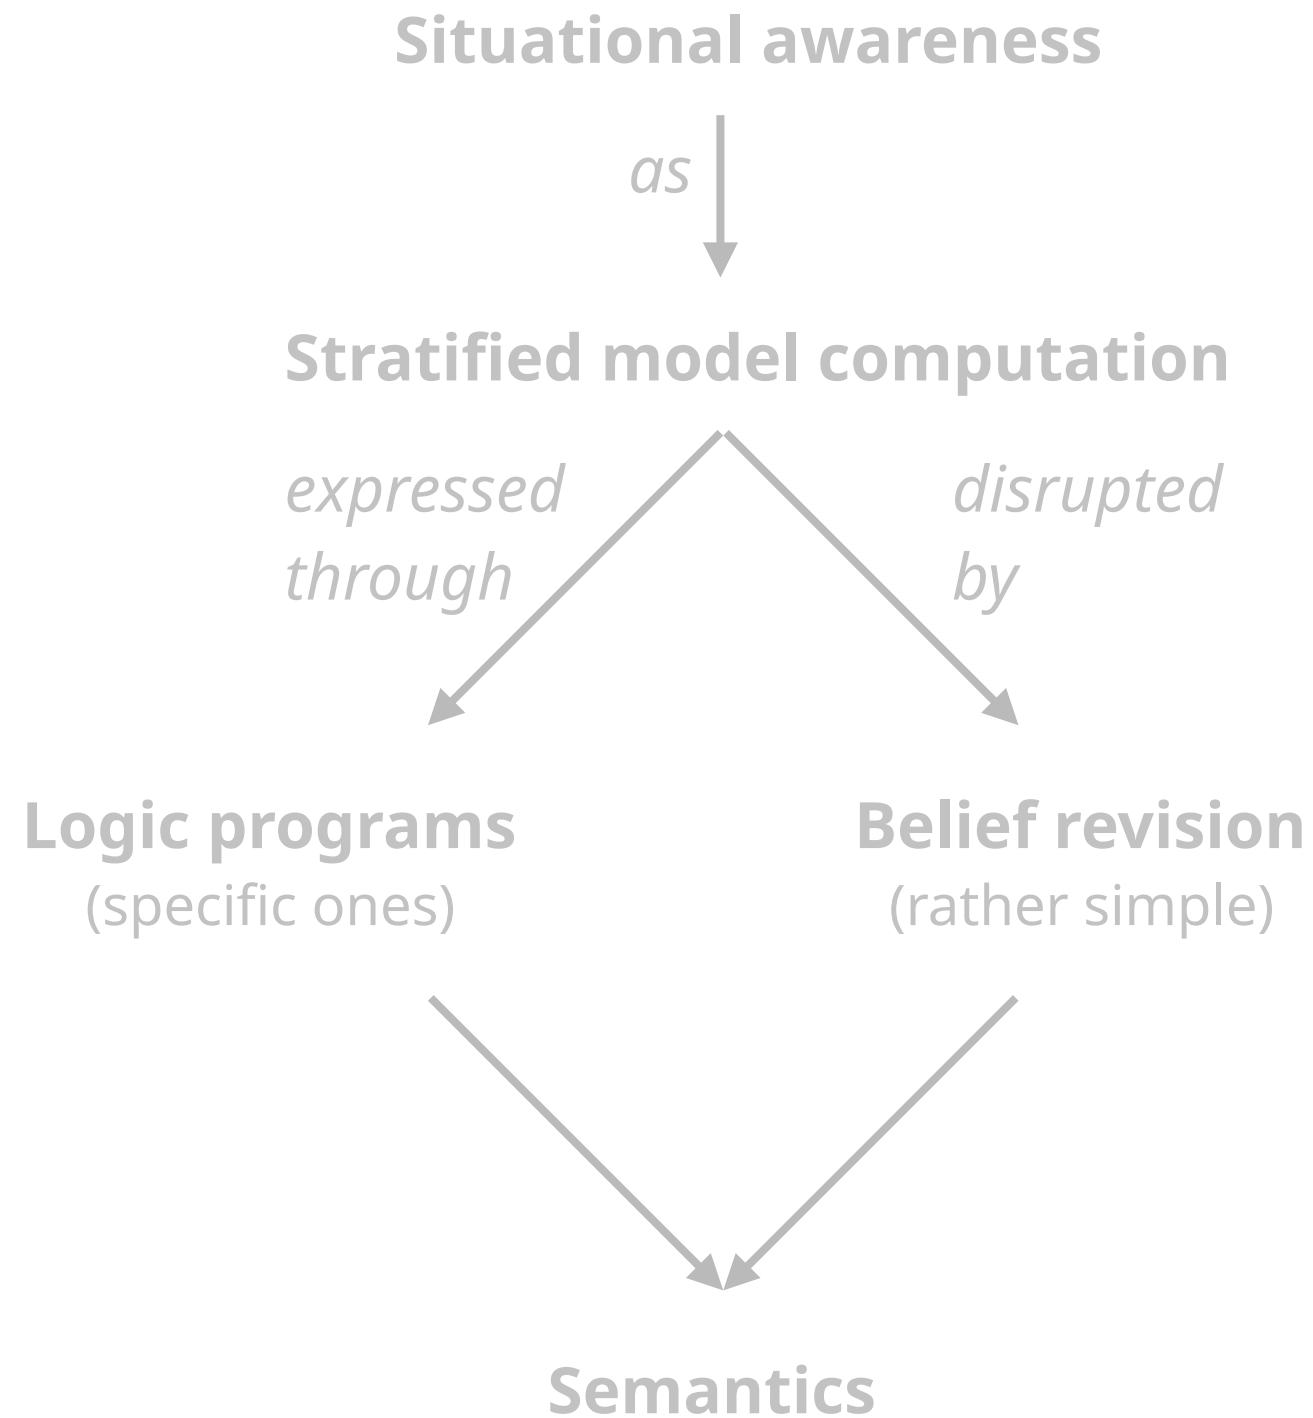 Situational awareness
as
Stratified model computation
expressed
through
disrupted
by
Logic programs
(specific ones)
Belief revision
(rather simple)
Semantics